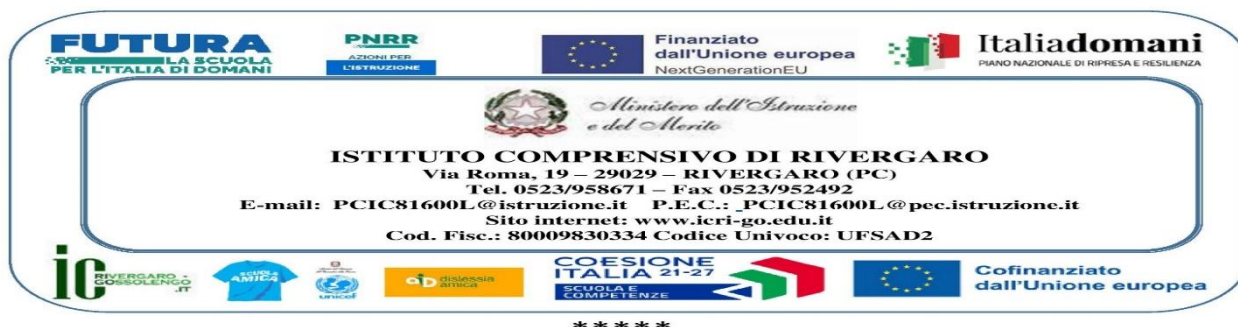 FUTURA
LA SCUOLA
PER L'ITALIA DI DOMANI
PNRR
AZIONI PER
L'ISTRUZIONE
Finanziato
dall'Unione europea
NextGenerationEU
Italiadomani
PIANO NAZIONALE DI RIPRESA E RESILIENZA
Ministero dell'Istruzione
e del Merito
ISTITUTO COMPRENSIVO DI RIVERGARO
Via Roma, 19 – 29029 – RIVERGARO (PC)
Tel. 0523/958671 – Fax 0523/952492
E-mail: PCIC81600L@istruzione.it P.E.C.: PCIC81600L@pec.istruzione.it
Sito internet: www.icri-go.edu.it
Cod. Fisc.: 80009830334 Codice Univoco: UFSAD2
ic
RIVERGARO -
GOSSOLENGO
.IT
SCUOLA
AMICA
unicef
aiD dislessia
amica
COESIONE
ITALIA 21-27
SCUOLA E
COMPETENZE
Cofinanziato
dall'Unione europea
*****